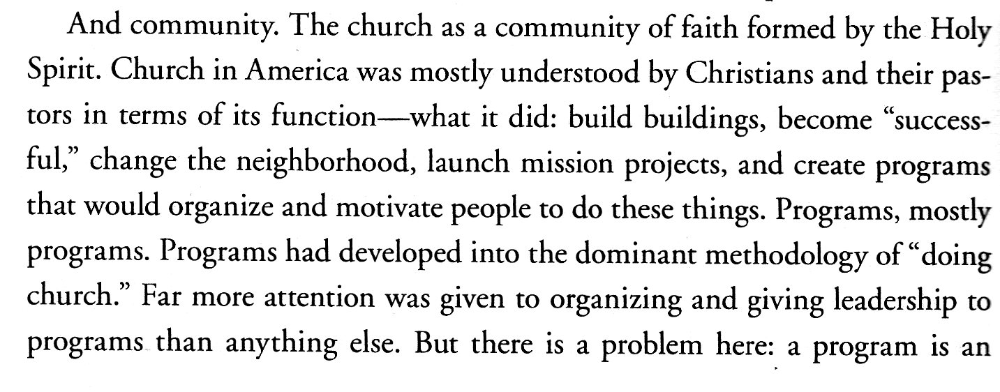 And community. The church as a community of faith formed by the Holy
Spirit. Church in America was mostly understood by Christians and their pas-
tors in terms of its function—what it did: build buildings, become “success-
ful,” change the neighborhood, launch mission projects, and create programs
that would organize and motivate people to do these things. Programs, mostly
programs. Programs had developed into the dominant methodology of “doing
church.” Far more attention was given to organizing and giving leadership to
programs than anything else. But there is a problem here: a program is an